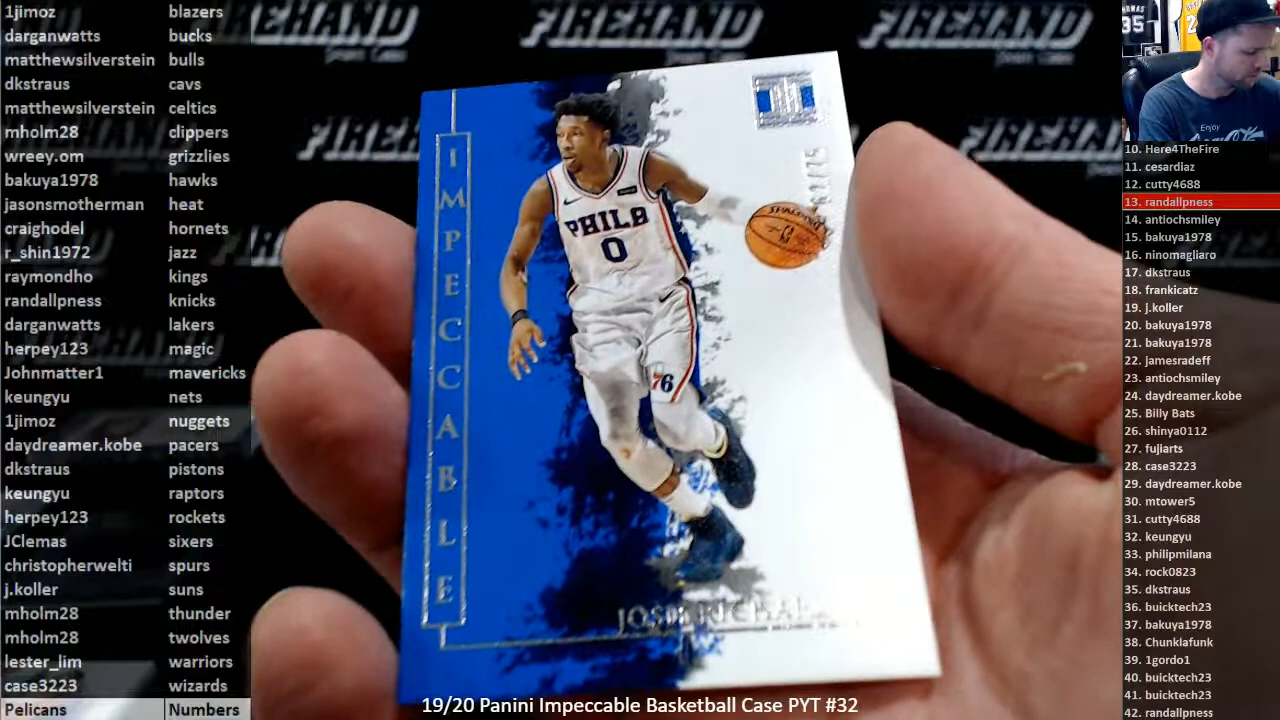 1jimoz blazers
darganwatts bucks
matthewsilverstein bulls
dkstraus cavs
matthewsilverstein celtics
mholm28 clippers
wreey.om grizzlies
bakuya1978 hawks
jasonsmotherman heat
craighodel hornets
r_shin1972 jazz
raymondho kings
randallpness knicks
darganwatts lakers
herpey123 magic
Johnmatter1 mavericks
keungyu nets
1jimoz nuggets
daydreamer.kobe pacers
dkstraus pistons
keungyu raptors
herpey123 rockets
JClemas sixers
christopherwelti spurs
j.koller suns
mholm28 thunder
mholm28 twolves
lester_lim warriors
case3223 wizards
Pelicans Numbers
FIREHAND
FIREHAND
FIREHAND
IMPECCABLE
PHILA
0
76
SPALDING
JOSH
19/20 Panini Impeccable Basketball Case PYT #32
35
Enjoy
10. Here4TheFire
11. cesardiaz
12. cutty4688
13. randallpness
14. antiochsmiley
15. bakuya1978
16. ninomagliaro
17. dkstraus
18. frankicatz
19. j.koller
20. bakuya1978
21. bakuya1978
22. jamesradeff
23. antiochsmiley
24. daydreamer.kobe
25. Billy Bats
26. shinya0112
27. fujiarts
28. case3223
29. daydreamer.kobe
30. mtower5
31. cutty4688
32. keungyu
33. philipmilana
34. rock0823
35. dkstraus
36. buicktech23
37. bakuya1978
38. Chunklafunk
39. 1gordo1
40. buicktech23
41. buicktech23
42. randallpness